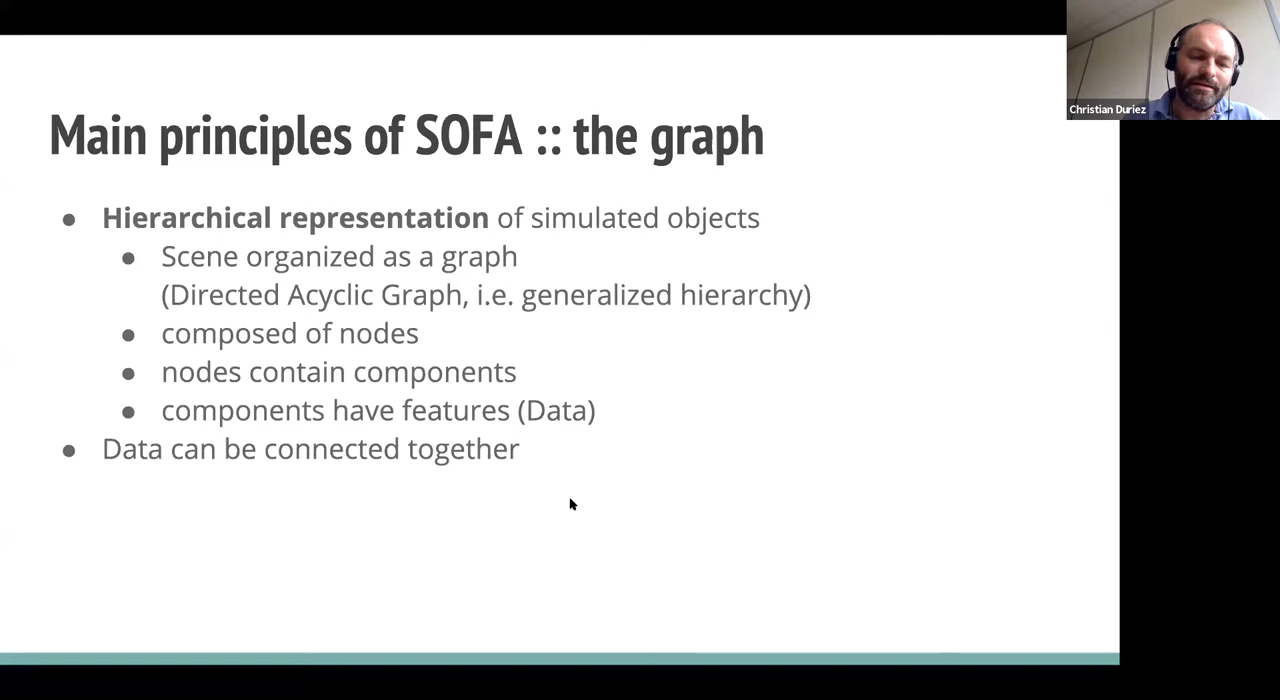 Main principles of SOFA :: the graph
● Hierarchical representation of simulated objects
● Scene organized as a graph
(Directed Acyclic Graph, i.e. generalized hierarchy)
● composed of nodes
● nodes contain components
● components have features (Data)
● Data can be connected together
Christian Duriez